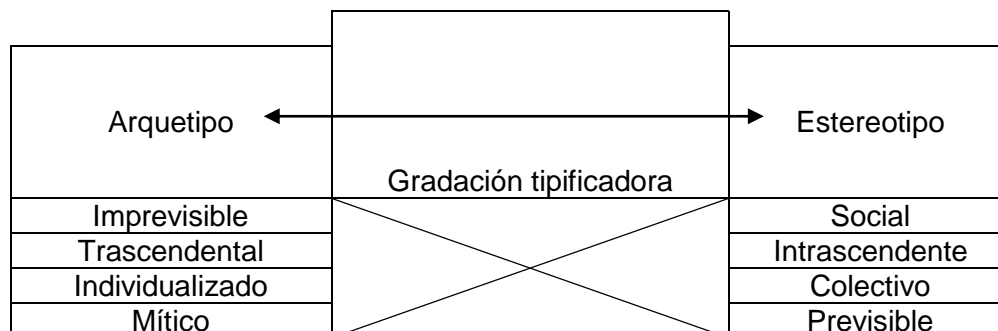 Arquetipo Estereotipo
Gradación tipificadora
Imprevisible Social
Trascendental Intrascendente
Individualizado Colectivo
Mítico Previsible